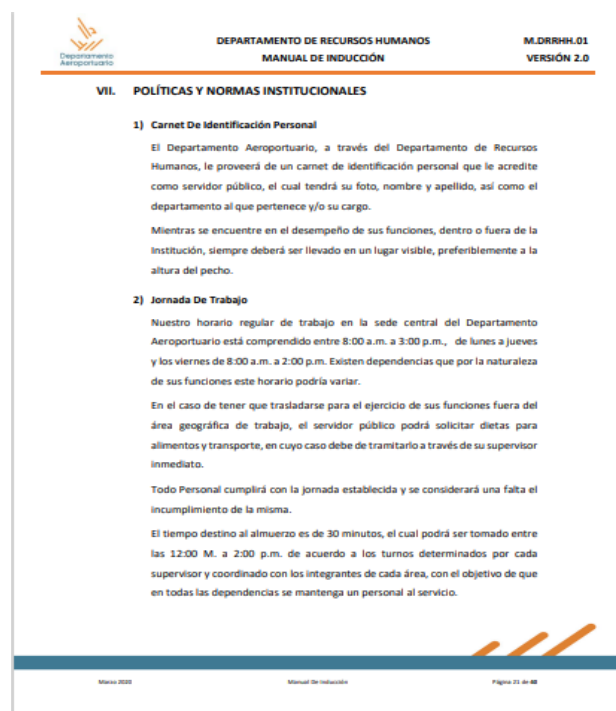 Departamento
Aeroportuario
DEPARTAMENTO DE RECURSOS HUMANOS
MANUAL DE INDUCCIÓN
M.DRRHH.01
VERSIÓN 2.0
VII. POLÍTICAS Y NORMAS INSTITUCIONALES
1) Carnet De Identificación Personal
El Departamento Aeroportuario, a través del Departamento de Recursos
Humanos, le proveerá de un carnet de identificación personal que le acredite
como servidor público, el cual tendrá su foto, nombre y apellido, así como el
departamento al que pertenece y/o su cargo.
Mientras se encuentre en el desempeño de sus funciones, dentro o fuera de la
Institución, siempre deberá ser llevado en un lugar visible, preferiblemente a la
altura del pecho.
2) Jornada De Trabajo
Nuestro horario regular de trabajo en la sede central del Departamento
Aeroportuario está comprendido entre 8:00 a.m. a 3:00 p.m., de lunes a jueves
y los viernes de 8:00 a.m. a 2:00 p.m. Existen dependencias que por la naturaleza
de sus funciones este horario podría variar.
En el caso de tener que trasladarse para el ejercicio de sus funciones fuera del
área geográfica de trabajo, el servidor público podrá solicitar dietas para
alimentos y transporte, en cuyo caso debe de tramitarlo a través de su supervisor
inmediato.
Todo Personal cumplirá con la jornada establecida y se considerará una falta el
incumplimiento de la misma.
El tiempo destino al almuerzo es de 30 minutos, el cual podrá ser tomado entre
las 12:00 M. a 2:00 p.m. de acuerdo a los turnos determinados por cada
supervisor y coordinado con los integrantes de cada área, con el objetivo de que
en todas las dependencias se mantenga un personal al servicio.
Marzo 2020
Manual De Inducción
Página 21 de 48